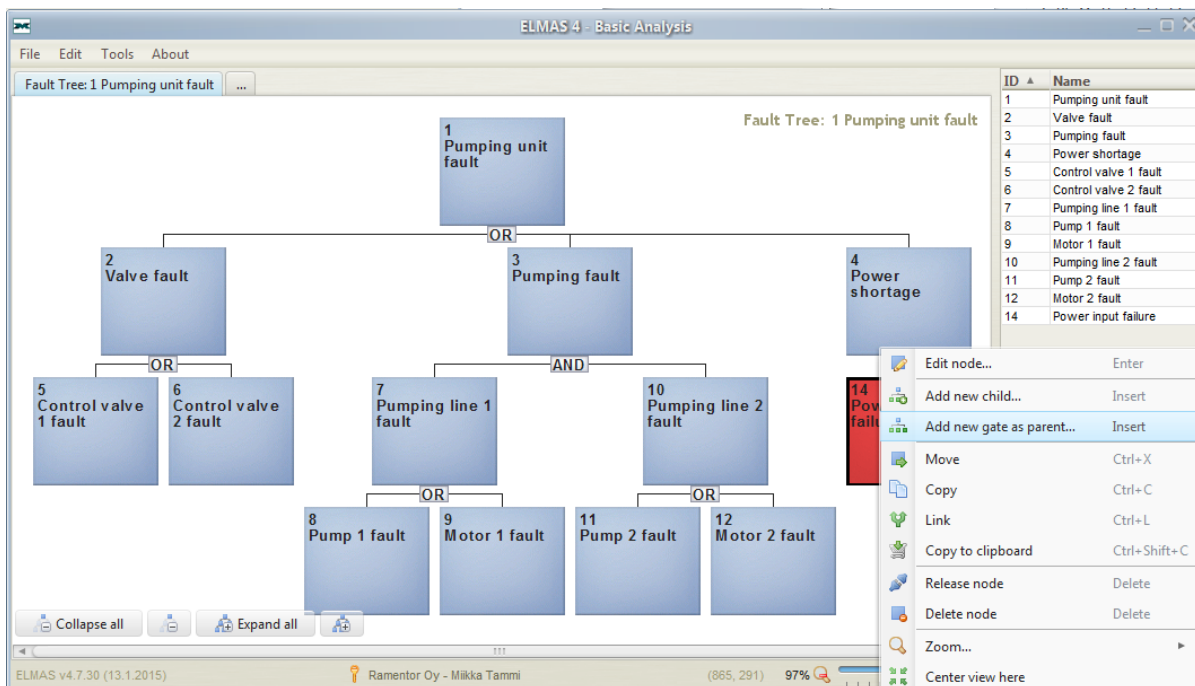 ELMAS 4 - Basic Analysis
File Edit Tools About
Fault Tree: 1 Pumping unit fault ...
Fault Tree: 1 Pumping unit fault
1
Pumping unit
fault
OR
2
Valve fault
3
Pumping fault
4
Power
shortage
OR
AND
5
Control valve
1 fault
6
Control valve
2 fault
7
Pumping line 1
fault
10
Pumping line 2
fault
14
OR
OR
8
Pump 1 fault
9
Motor 1 fault
11
Pump 2 fault
12
Motor 2 fault
Collapse all
Expand all
ID Name
1 Pumping unit fault
2 Valve fault
3 Pumping fault
4 Power shortage
5 Control valve 1 fault
6 Control valve 2 fault
7 Pumping line 1 fault
8 Pump 1 fault
9 Motor 1 fault
10 Pumping line 2 fault
11 Pump 2 fault
12 Motor 2 fault
14 Power input failure
Edit node... Enter
Add new child... Insert
Add new gate as parent... Insert
Move Ctrl+X
Copy Ctrl+C
Link Ctrl+L
Copy to clipboard Ctrl+Shift+C
Release node Delete
Delete node Delete
Zoom...
Center view here
ELMAS v4.7.30 (13.1.2015) Ramentor Oy - Miikka Tammi (865, 291) 97%